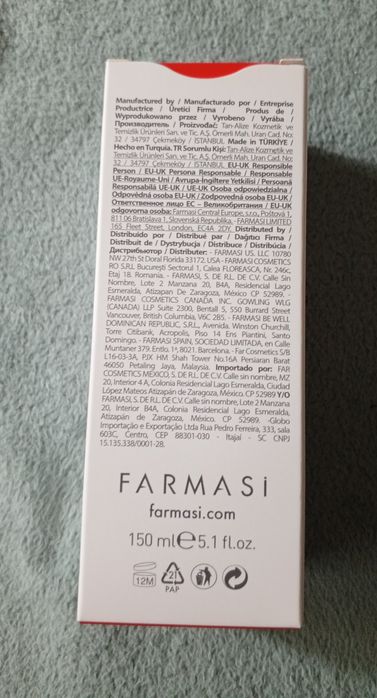 Manufactured by / Manufacturado por / Entreprise
Productrice / Üretici Firma / Produs de /
Wyprodukowano przez / Vyrobeno / Vyrába /
Производитель / Proizvođač: Tan-Alize Kozmetik ve
Temizlik Ürünleri San. ve Tic. A.Ş. Ömerli Mah. Uran Cad. No:
32 / 34797 Çekmeköy / İSTANBUL Made in TÜRKİYE /
Hecho en Turquía. TR Sorumlu Kişi: Tan-Alize Kozmetik ve
Temizlik Ürünleri San. ve Tic. A.Ş. Ömerli Mah. Uran Cad. No:
32 / 34797 Çekmeköy / İSTANBUL EU-UK Responsible
Person / EU-UK Persona Responsable / Responsable
UE-Royaume-Uni / Avrupa-İngiltere Yetkilisi / Persoană
Responsabilă UE-UK / UE-UK Osoba odpowiedzialna /
Odpovědná osoba EU-UK / Zodpovedná osoba EU-UK /
Ответственное лицо ЕС – Великобритания / EU-UK
odgovorna osoba: Farmasi Central Europe, s.r.o., Poštová 1,
811 06 Bratislava 1, Slovenská Republika. - FARMASI LIMITED
165 Fleet Street, London, EC4A 2DY. Distributed by /
Distribuido por / Distribué par / Dağıtıcı Firma /
Distribuit de / Dystrybucja / Distribuce / Distribúcia /
Дистрибьютор / Distributer: - FARMASI US. LLC 10780
NW 27th St Doral Florida 33172. USA - FARMASI COSMETICS
RO S.R.L București Sectorul 1, Calea FLOREASCA, Nr. 246c,
Etaj 18. Romania. - FARMASI, S. DE R.L. DE C.V. Calle Sin
Nombre, Lote 2 Manzana 20, B4A, Residencial Lago
Esmeralda, Atizapan De Zaragoza, México CP 52989. -
FARMASI COSMETICS CANADA INC. GOWLING WLG
(CANADA) LLP Suite 2300, Bentall 5, 550 Burrard Street
Vancouver, British Columbia, V6C 2B5. - FARMASI BE WELL
DOMINICAN REPUBLIC, S.R.L., Avenida. Winston Churchill,
Torre Citibank, Acropolis, Piso 14 Ens Piantini, Santo
Domingo. - FARMASI SPAIN, SOCIEDAD LIMITADA, en calle
Muntaner 379. Entlo. 1ª, 8021. Barcelona. - Far Cosmetics S/B
L16-03-3A, PJX HM Shah Tower No.16A Persiaran Barat
46050 Petaling Jaya, Malaysia. Importado por: FAR
COSMETICS MEXICO, S. DE R.L. DE C.V. Calle sin nombre, MZ
20, Interior 4 A, Colonia Residencial Lago Esmeralda, Ciudad
López Mateos Atizapán de Zaragoza, México. CP 52989 Y/O
FARMASI, S. DE R.L. DE C.V. Calle sin nombre, Lote 2 Manzana
20, interior B4A, Colonia Residencial Lago Esmeralda,
Atizapán de Zaragoza, México, CP 52989. -Globo
Importação e Exportação Ltda Rua Pedro Ferreira, 333, sala
603C, Centro, CEP 88301-030 - Itajaí - SC CNPJ
15.135.338/0001-28.
FARMASi
farmasi.com
150 ml℮5.1 fl.oz.
12M
21
PAP